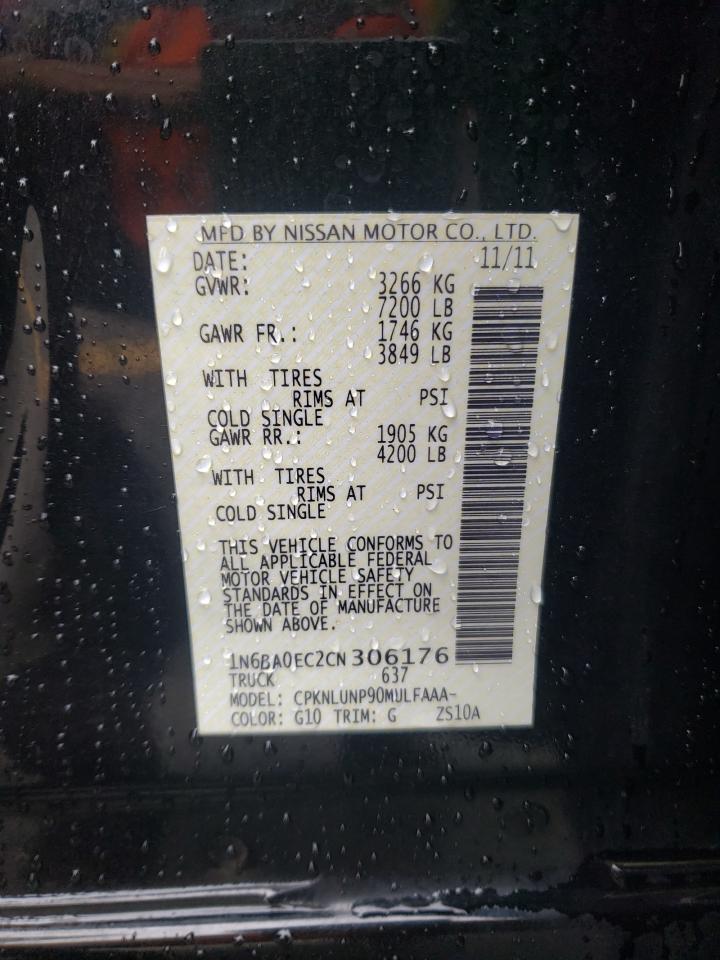 MFD BY NISSAN MOTOR CO., LTD.
DATE: 11/11
GVWR: 3266 KG
7200 LB
GAWR FR.: 1746 KG
3849 LB
WITH TIRES
RIMS AT PSI
COLD SINGLE
GAWR RR.: 1905 KG
4200 LB
WITH TIRES
RIMS AT PSI
COLD SINGLE
THIS VEHICLE CONFORMS TO
ALL APPLICABLE FEDERAL
MOTOR VEHICLE SAFETY
STANDARDS IN EFFECT ON
THE DATE OF MANUFACTURE
SHOWN ABOVE.
1N6BA0EC2CN306176
TRUCK 637
MODEL: CPKNLUNP90MULFAAA-
COLOR: G10 TRIM: G ZS10A